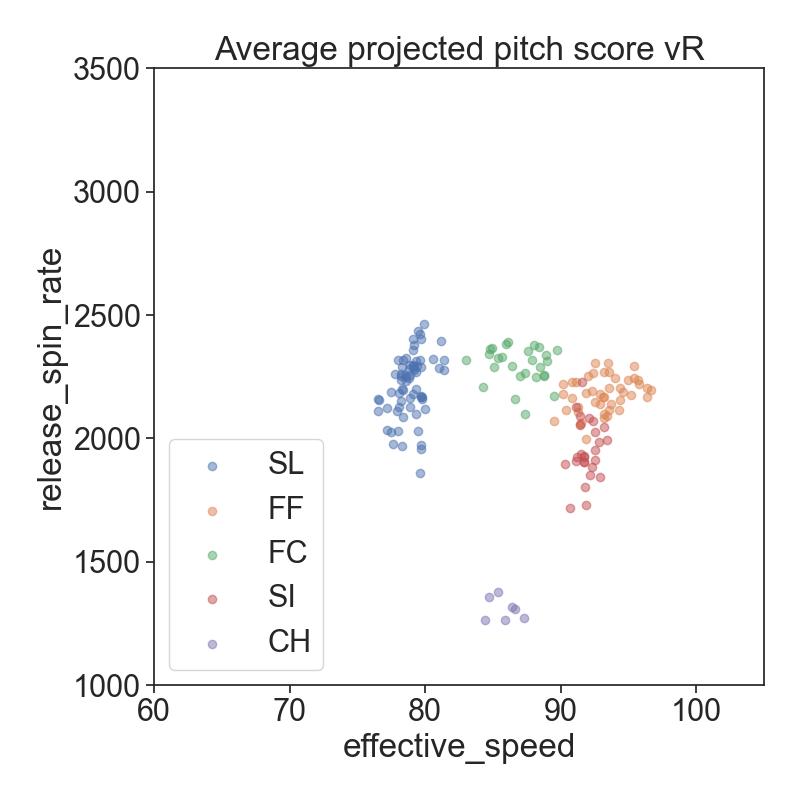 Average projected pitch score vR
release_spin_rate
3500
3000
2500
2000
1500
1000
SL
FF
FC
SI
CH
60 70 80 90 100
effective_speed